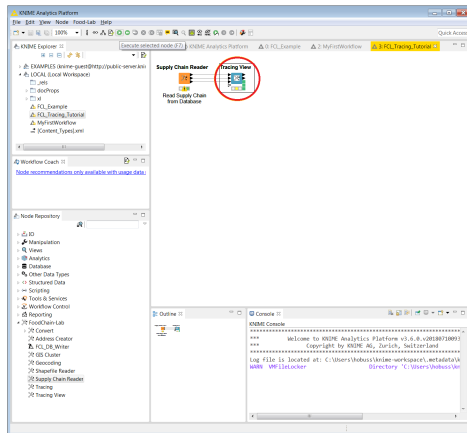 KNIME Analytics Platform
File Edit View Node Food-Lab Help
100%
Quick Access
KNIME Explorer
Execute selected node (F7)
KNIME Analytics Platform
0: FCL_Example
2: MyFirstWorkflow
3: FCL_Tracing_Tutorial
EXAMPLES (knime-guest@http://public-server.kni
LOCAL (Local Workspace)
_rels
docProps
xl
FCL_Example
FCL_Tracing_Tutorial
MyFirstWorkflow
[Content_Types].xml
Supply Chain Reader
Tracing View
Read Supply Chain
from Database
Workflow Coach
Node recommendations only available with usage data
Node Repository
IO
Manipulation
Views
Analytics
Database
Other Data Types
Structured Data
Scripting
Tools & Services
Workflow Control
Reporting
FoodChain-Lab
Convert
Address Creator
FCL_DB_Writer
GIS Cluster
Geocoding
Shapefile Reader
Supply Chain Reader
Tracing
Tracing View
Outline
Console
KNIME Console
*** Welcome to KNIME Analytics Platform v3.6.0.v20180710093
*** Copyright by KNIME AG, Zurich, Switzerland
Log file is located at: C:\Users\hobuss\knime-workspace\.metadata\k
WARN VMFileLocker Directory 'C:\Users\hobuss\kn